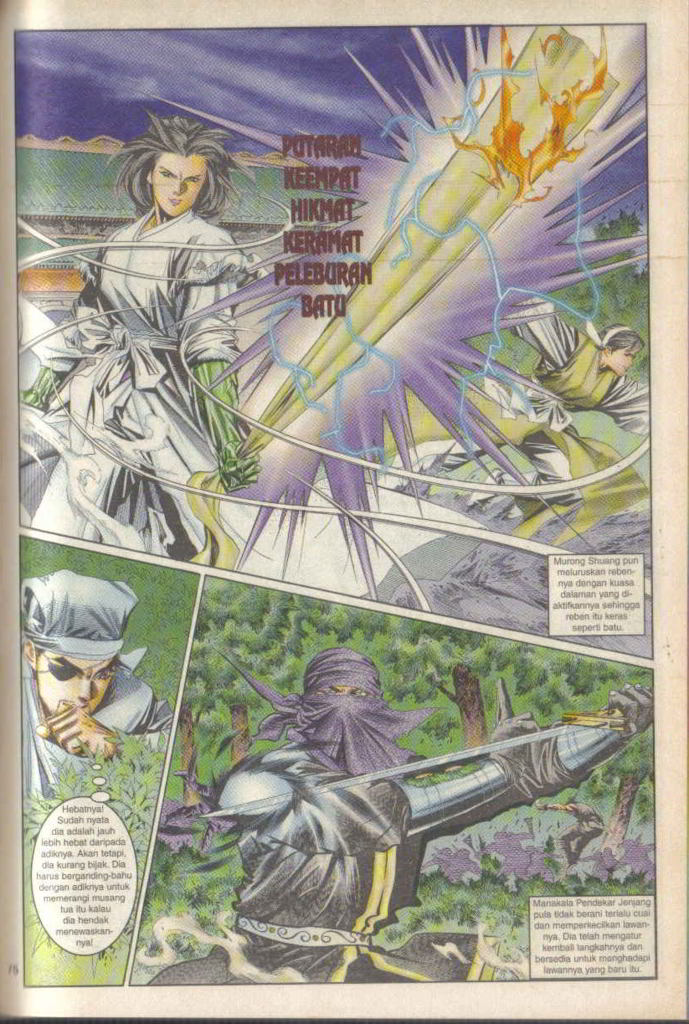 PUTARAN
KEEMPAT
HIKMAT
KERAMAT
PELEBURAN
BATU
Murong Shuang pun
meluruskan reben-
nya dengan kuasa
dalaman yang di-
aktifkannya sehingga
reben itu keras
seperti batu.
Hebatnya!
Sudah nyata
dia adalah jauh
lebih hebat daripada
adiknya. Akan tetapi,
dia kurang bijak. Dia
harus berganding-bahu
dengan adiknya untuk
memerangi musang
tua itu kalau
dia hendak
menewaskan-
nya!
Manakala Pendekar Jenjang
pula tidak berani terlalu cuai
dan memperkecilkan lawan-
nya. Dia telah mengatur
kembali langkahnya dan
bersedia untuk menghadapi
lawannya yang baru itu.